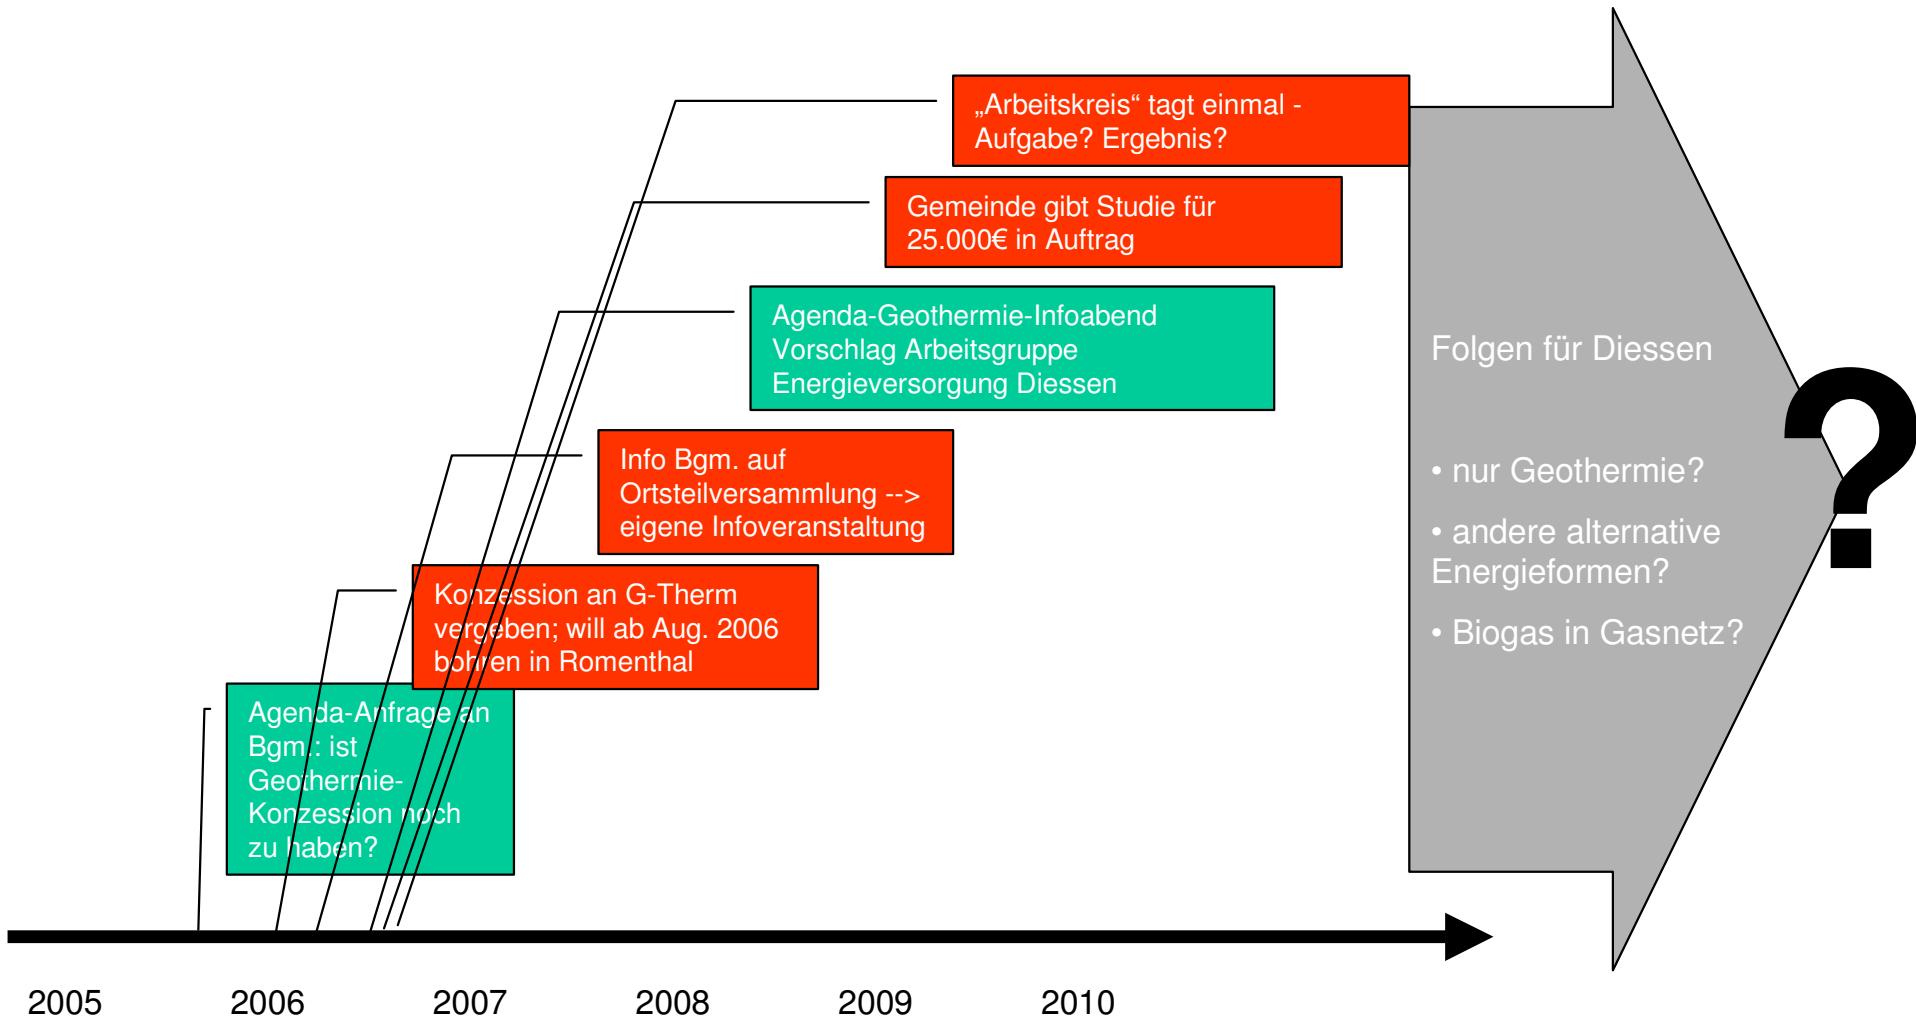 „Arbeitskreis“ tagt einmal -
Aufgabe? Ergebnis?
Gemeinde gibt Studie für
25.000€ in Auftrag
Agenda-Geothermie-Infoabend
Vorschlag Arbeitsgruppe
Energieversorgung Diessen
Info Bgm. auf
Ortsteilversammlung -->
eigene Infoveranstaltung
Konzession an G-Therm
vergeben; will ab Aug. 2006
bohren in Romenthal
Agenda-Anfrage an
Bgm.: ist
Geothermie-
Konzession noch
zu haben?
Folgen für Diessen
• nur Geothermie?
• andere alternative
Energieformen?
• Biogas in Gasnetz?
?
2005 2006 2007 2008 2009 2010